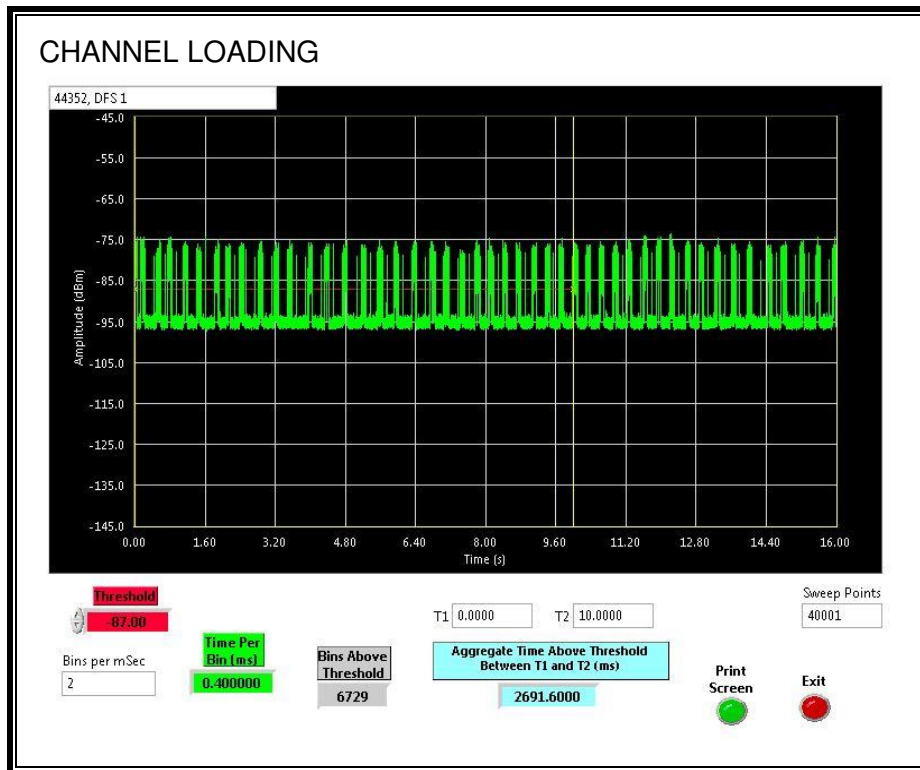 CHANNEL LOADING
44352, DFS 1
Amplitude (dBm)
-45.0
-55.0
-65.0
-75.0
-85.0
-95.0
-105.0
-115.0
-125.0
-135.0
-145.0
0.00 1.60 3.20 4.80 6.40 8.00 9.60 11.20 12.80 14.40 16.00
Time (s)
Threshold
-87.00
Bins per mSec
2
Time Per
Bin (ms)
0.400000
Bins Above
Threshold
6729
T1 0.0000 T2 10.0000
Aggregate Time Above Threshold
Between T1 and T2 (ms)
2691.6000
Sweep Points
40001
Print
Screen
Exit